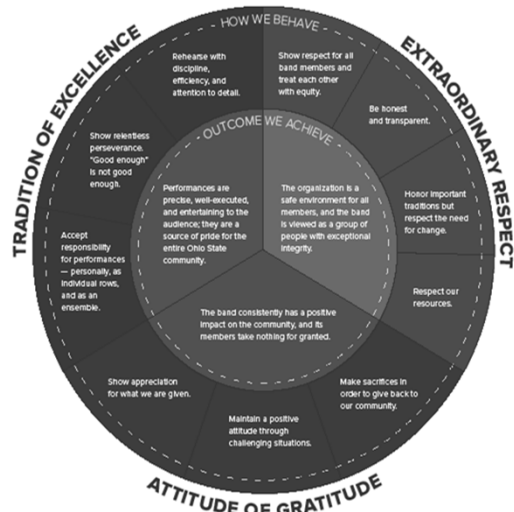 HOW WE BEHAVE
TRADITION OF EXCELLENCE
EXTRAORDINARY RESPECT
ATTITUDE OF GRATITUDE
Rehearse with
discipline,
efficiency, and
attention to detail.
Show relentless
perseverance.
"Good enough"
is not good
enough.
Accept
responsibility
for performances
— personally, as
individual rows,
and as an
ensemble.
Show respect for all
band members and
treat each other
with equity.
Be honest
and transparent.
Honor important
traditions but
respect the need
for change.
Respect our
resources.
OUTCOME WE ACHIEVE
Performances are
precise, well-executed,
and entertaining to the
audience; they are a
source of pride for the
entire Ohio State
community.
The organization is a
safe environment for all
members, and the band
is viewed as a group of
people with exceptional
integrity.
The band consistently has a positive
impact on the community, and its
members take nothing for granted.
Show appreciation
for what we are given.
Maintain a positive
attitude through
challenging situations.
Make sacrifices in
order to give back to
our community.